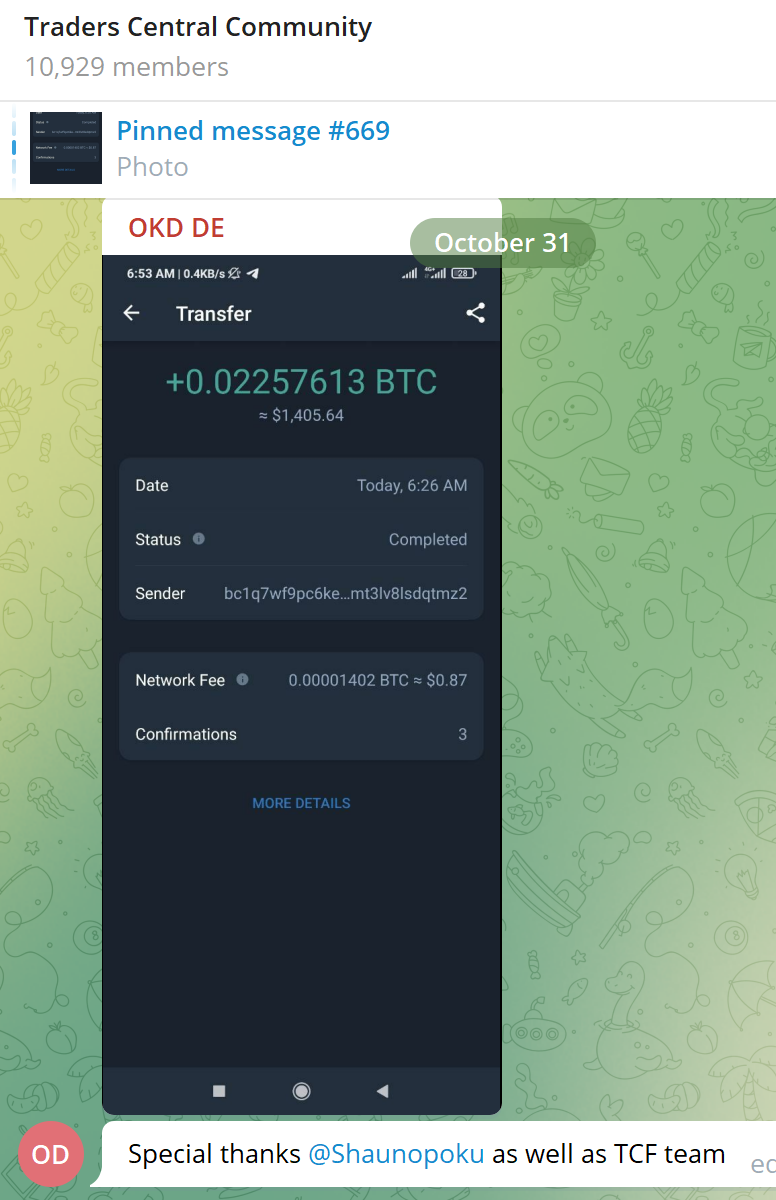 Traders Central Community
10,929 members
Pinned message #669
Photo
OKD DE
October 31
6:53 AM | 0.4KB/s
4G+
28
Transfer
+0.02257613 BTC
≈ $1,405.64
Date Today, 6:26 AM
Status Completed
Sender bc1q7wf9pc6ke...mt3lv8lsdqtmz2
Network Fee 0.00001402 BTC ≈ $0.87
Confirmations 3
MORE DETAILS
OD
Special thanks @Shaunopoku as well as TCF team